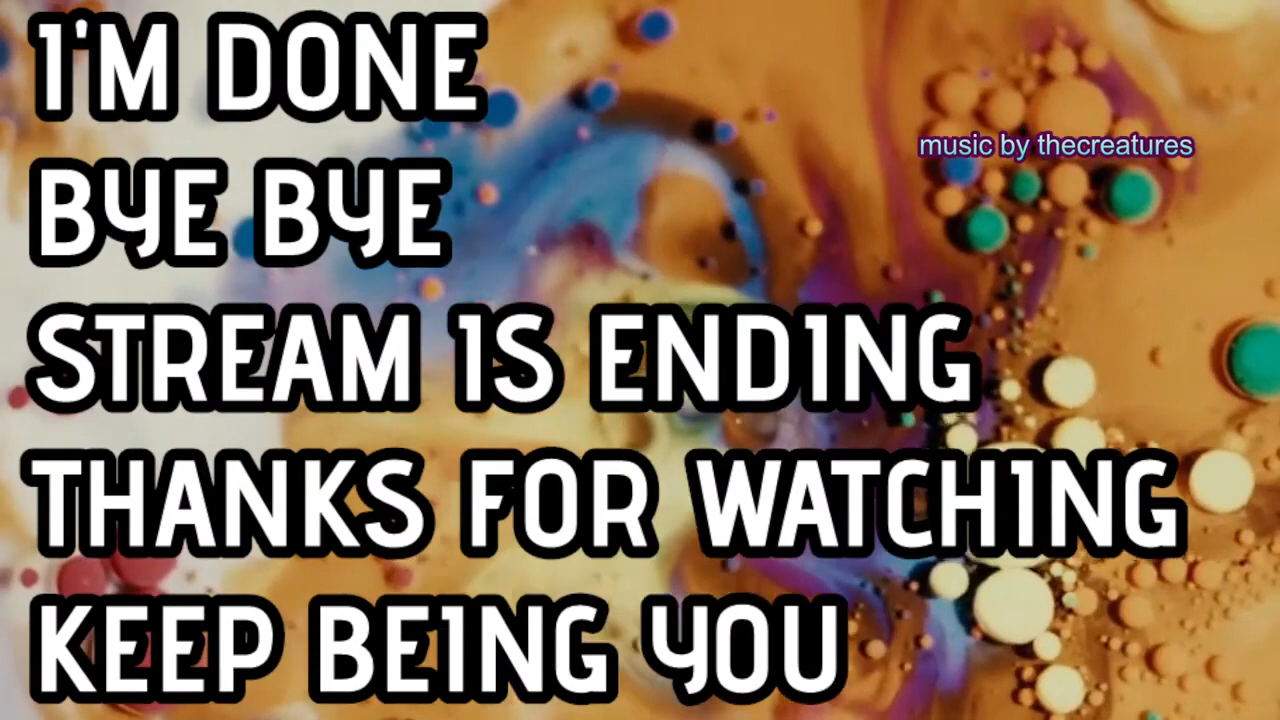 I'M DONE
music by thecreatures
BYE BYE
STREAM IS ENDING
THANKS FOR WATCHING
KEEP BEING YOU